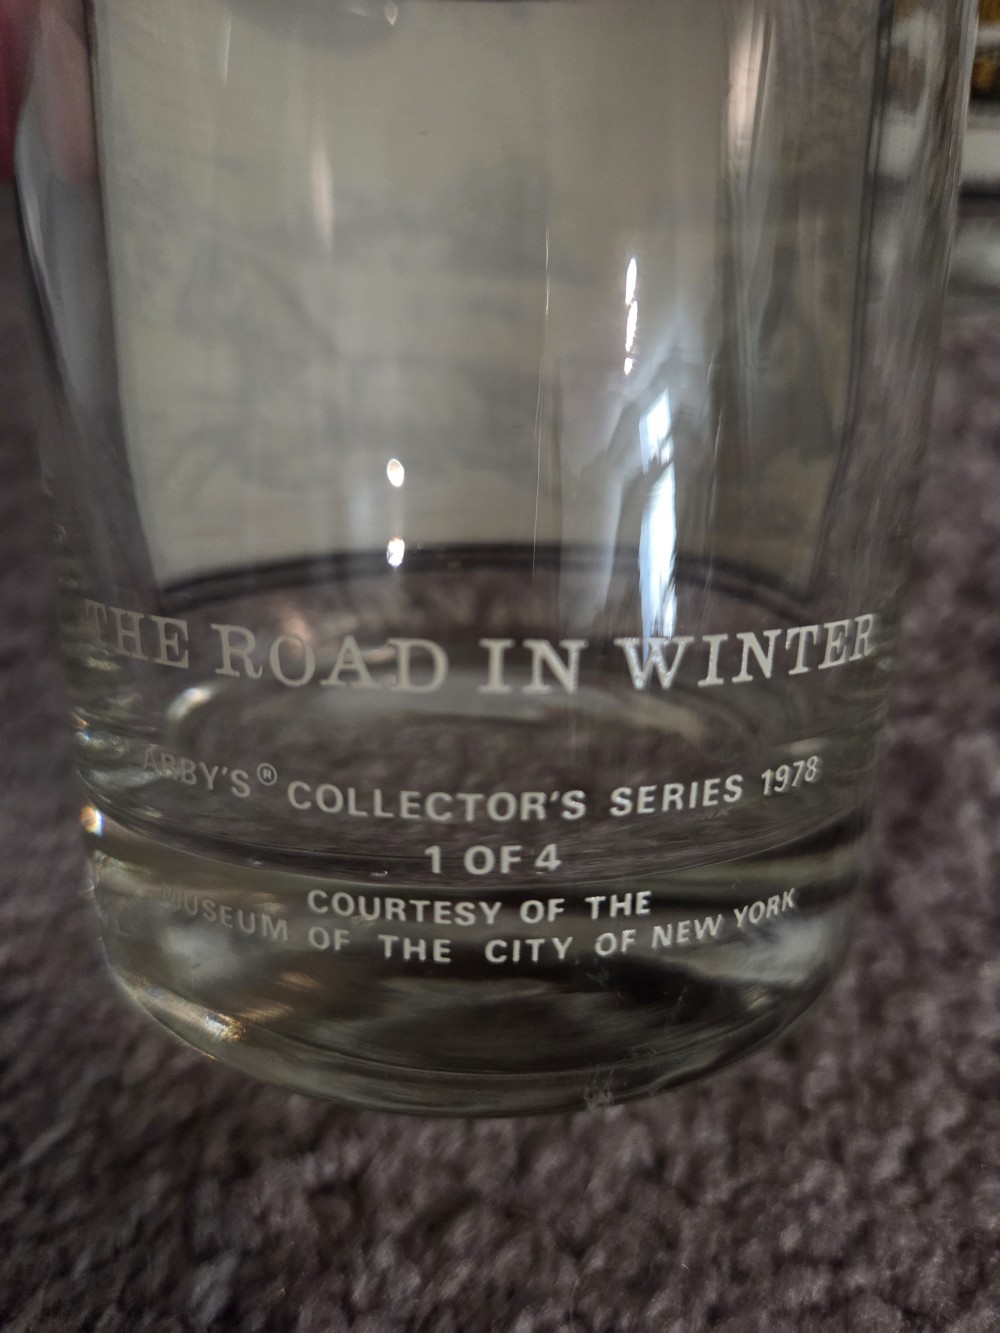 THE ROAD IN WINTER
ARBY'S® COLLECTOR'S SERIES 1978
1 OF 4
COURTESY OF THE
MUSEUM OF THE CITY OF NEW YORK